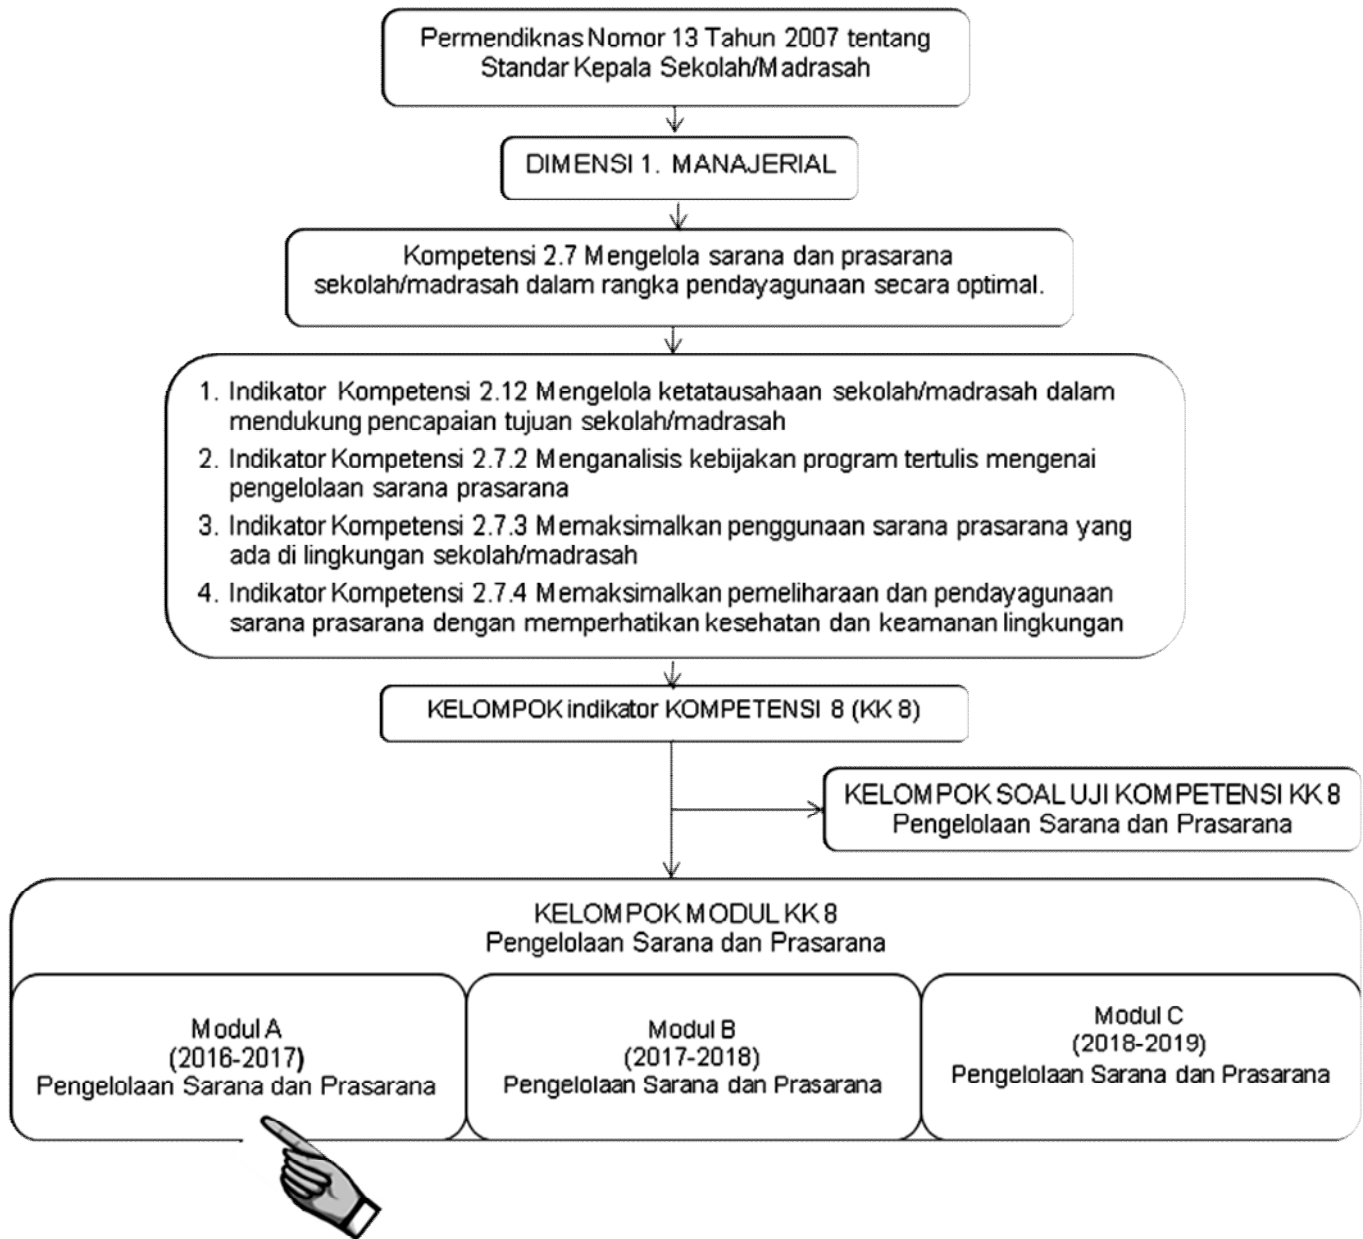 Permendiknas Nomor 13 Tahun 2007 tentang
Standar Kepala Sekolah/Madrasah
DIMENSI 1. MANAJERIAL
Kompetensi 2.7 Mengelola sarana dan prasarana
sekolah/madrasah dalam rangka pendayagunaan secara optimal.
1. Indikator Kompetensi 2.12 Mengelola ketatausahaan sekolah/madrasah dalam
mendukung pencapaian tujuan sekolah/madrasah
2. Indikator Kompetensi 2.7.2 Menganalisis kebijakan program tertulis mengenai
pengelolaan sarana prasarana
3. Indikator Kompetensi 2.7.3 Memaksimalkan penggunaan sarana prasarana yang
ada di lingkungan sekolah/madrasah
4. Indikator Kompetensi 2.7.4 Memaksimalkan pemeliharaan dan pendayagunaan
sarana prasarana dengan memperhatikan kesehatan dan keamanan lingkungan
KELOMPOK indikator KOMPETENSI 8 (KK 8)
KELOMPOK SOAL UJI KOMPETENSI KK 8
Pengelolaan Sarana dan Prasarana
KELOMPOK MODUL KK 8
Pengelolaan Sarana dan Prasarana
Modul A
(2016-2017)
Pengelolaan Sarana dan Prasarana
Modul B
(2017-2018)
Pengelolaan Sarana dan Prasarana
Modul C
(2018-2019)
Pengelolaan Sarana dan Prasarana